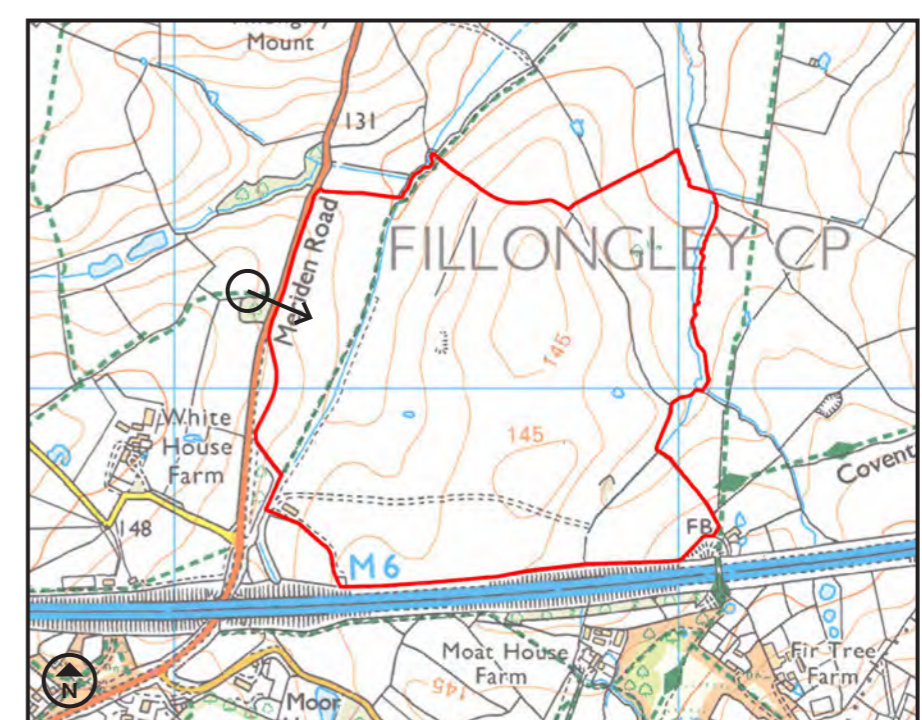 Mount
131
Meriden Road
FILLONGLEY CP
145
145
White
House
Farm
148
Covent
FB
M 6
Moat House
Farm
Fir Tree
Farm
145
Moor
N